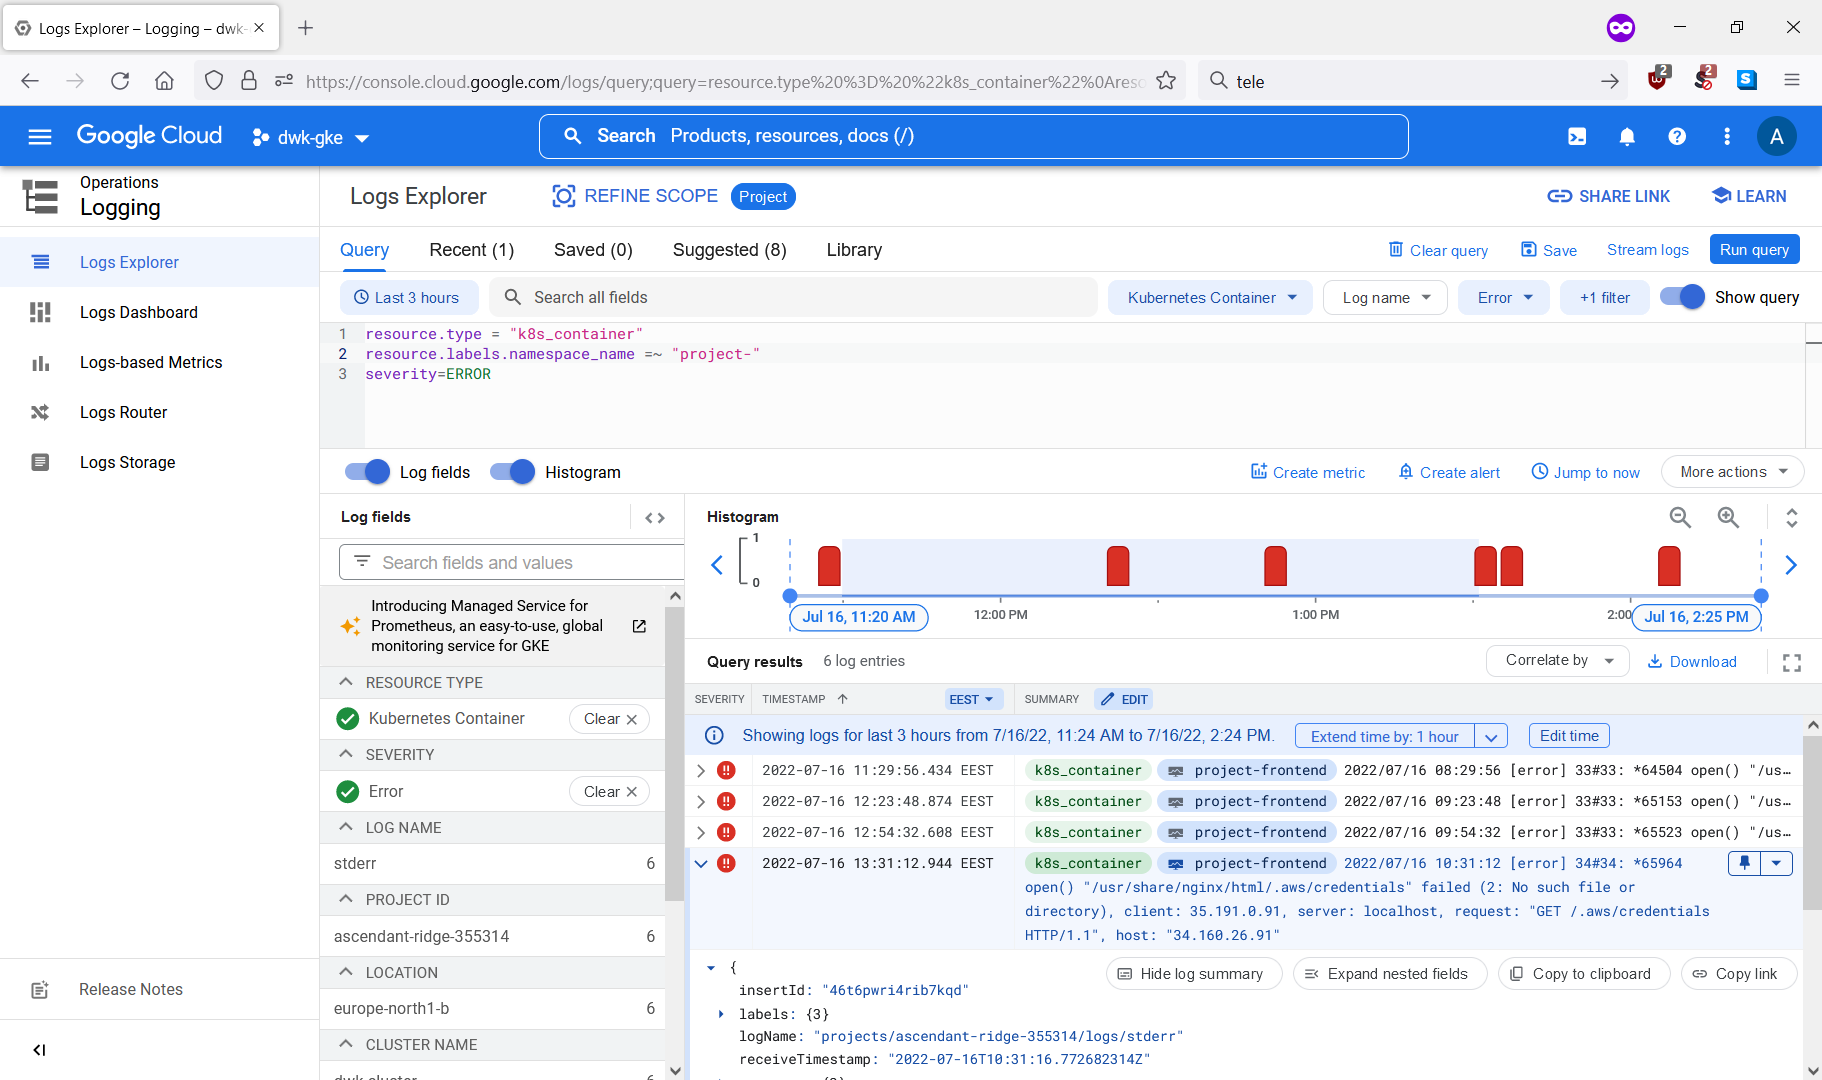 Logs Explorer – Logging – dwk-
https://console.cloud.google.com/logs/query;query=resource.type%20%3D%20%22k8s_container%22%0Areso
tele
2
2
Google Cloud
dwk-gke
Search Products, resources, docs (/)
A
Operations
Logging
Logs Explorer
REFINE SCOPE
Project
SHARE LINK
LEARN
Logs Explorer
Logs Dashboard
Logs-based Metrics
Logs Router
Logs Storage
Release Notes
Query
Recent (1)
Saved (0)
Suggested (8)
Library
Clear query
Save
Stream logs
Run query
Last 3 hours
Search all fields
Kubernetes Container
Log name
Error
+1 filter
Show query
1 resource.type = "k8s_container"
2 resource.labels.namespace_name =~ "project-"
3 severity=ERROR
Log fields
Histogram
Create metric
Create alert
Jump to now
More actions
Log fields
Search fields and values
Introducing Managed Service for
Prometheus, an easy-to-use, global
monitoring service for GKE
RESOURCE TYPE
Kubernetes Container
Clear
SEVERITY
Error
Clear
LOG NAME
stderr 6
PROJECT ID
ascendant-ridge-355314 6
LOCATION
europe-north1-b 6
CLUSTER NAME
Histogram
1
0
Jul 16, 11:20 AM
12:00 PM
1:00 PM
2:00
Jul 16, 2:25 PM
Query results
6 log entries
Correlate by
Download
SEVERITY
TIMESTAMP
EEST
SUMMARY
EDIT
Showing logs for last 3 hours from 7/16/22, 11:24 AM to 7/16/22, 2:24 PM.
Extend time by: 1 hour
Edit time
2022-07-16 11:29:56.434 EEST k8s_container project-frontend 2022/07/16 08:29:56 [error] 33#33: *64504 open() "/us…
2022-07-16 12:23:48.874 EEST k8s_container project-frontend 2022/07/16 09:23:48 [error] 33#33: *65153 open() "/us…
2022-07-16 12:54:32.608 EEST k8s_container project-frontend 2022/07/16 09:54:32 [error] 33#33: *65523 open() "/us…
2022-07-16 13:31:12.944 EEST k8s_container project-frontend 2022/07/16 10:31:12 [error] 34#34: *65964
open() "/usr/share/nginx/html/.aws/credentials" failed (2: No such file or
directory), client: 35.191.0.91, server: localhost, request: "GET /.aws/credentials
HTTP/1.1", host: "34.160.26.91"
{
Hide log summary
Expand nested fields
Copy to clipboard
Copy link
insertId: "46t6pwri4rib7kqd"
labels: {3}
logName: "projects/ascendant-ridge-355314/logs/stderr"
receiveTimestamp: "2022-07-16T10:31:16.772682314Z"